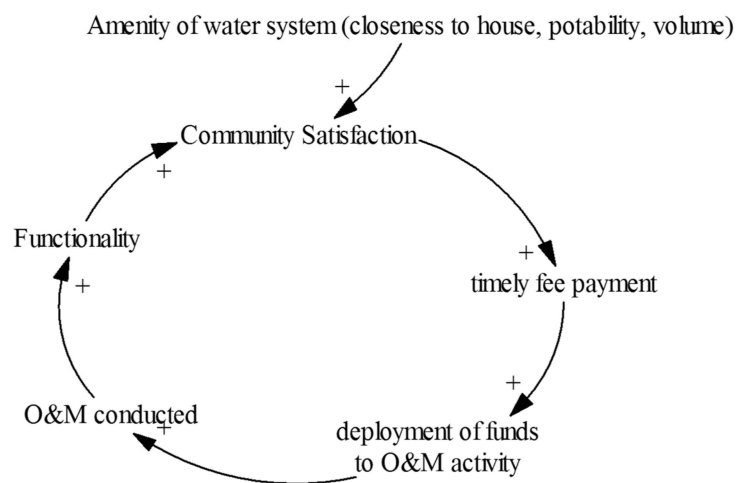 Amenity of water system (closeness to house, potability, volume)
+
Community Satisfaction
+
Functionality
+
timely fee payment
+
+
O&M conducted
+
deployment of funds
to O&M activity